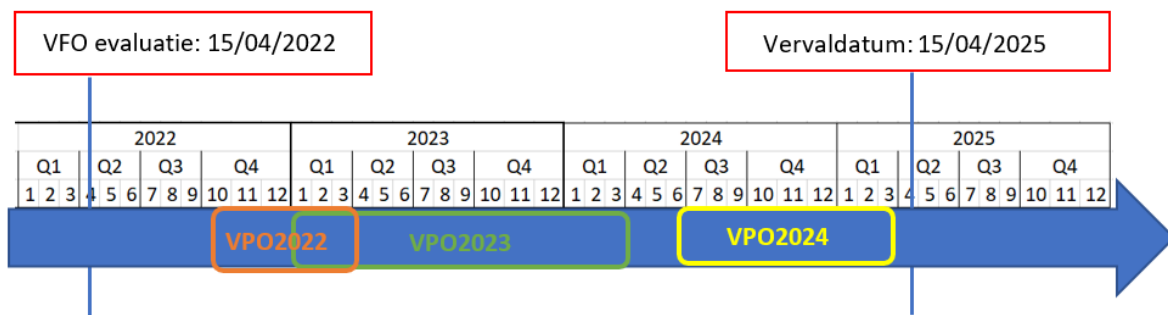 VFO evaluatie: 15/04/2022
Vervaldatum: 15/04/2025
2022 2023 2024 2025
Q1 Q2 Q3 Q4 Q1 Q2 Q3 Q4 Q1 Q2 Q3 Q4 Q1 Q2 Q3 Q4
1 2 3 4 5 6 7 8 9 10 11 12 1 2 3 4 5 6 7 8 9 10 11 12 1 2 3 4 5 6 7 8 9 10 11 12 1 2 3 4 5 6 7 8 9 10 11 12
VPO2022 VPO2023 VPO2024